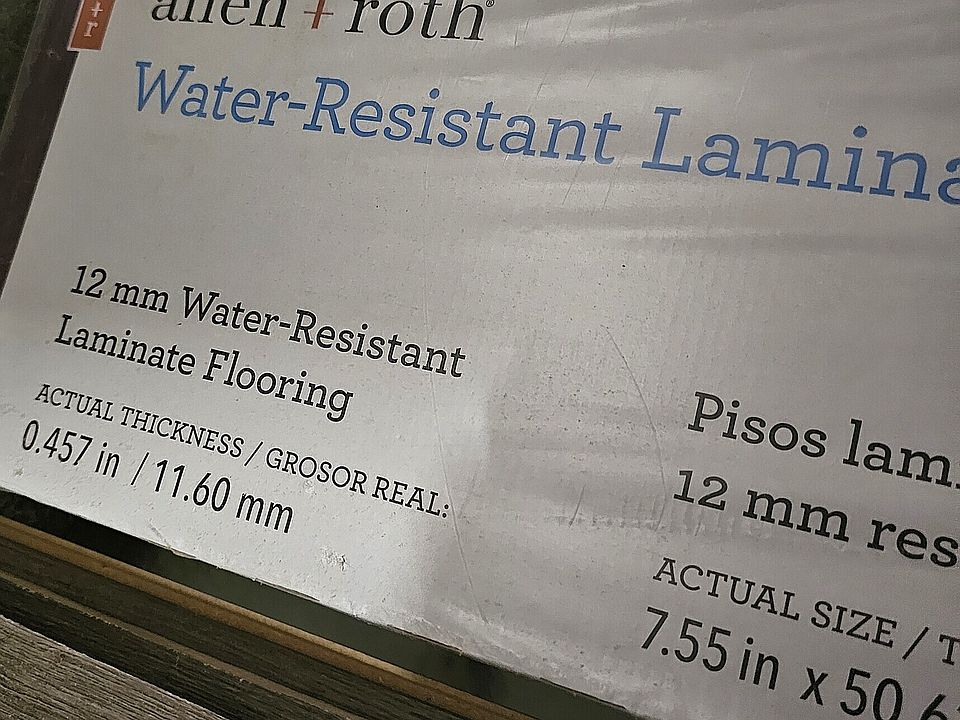 allen + roth®
Water-Resistant Lamina
12 mm Water-Resistant
Laminate Flooring
ACTUAL THICKNESS / GROSOR REAL:
0.457 in / 11.60 mm
Pisos lam
12 mm res
ACTUAL SIZE / T
7.55 in x 50.6